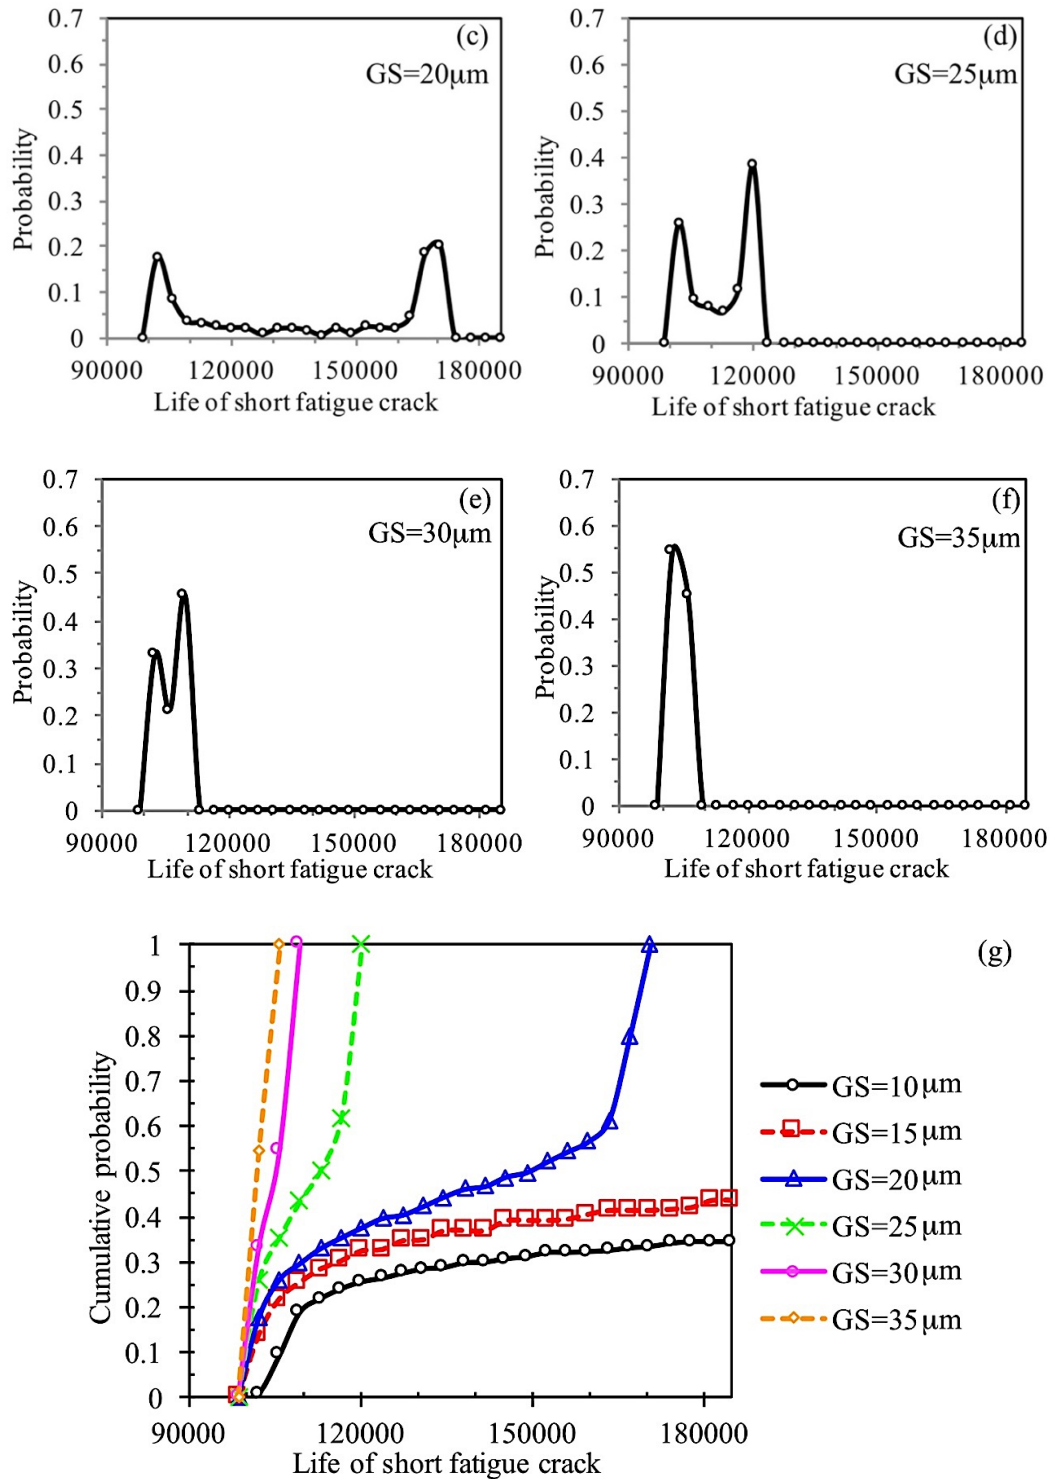 (c)
GS=20μm
0.7
0.6
0.5
0.4
0.3
0.2
0.1
0
Probability
90000 120000 150000 180000
Life of short fatigue crack
(d)
GS=25μm
0.7
0.6
0.5
0.4
0.3
0.2
0.1
0
Probability
90000 120000 150000 180000
Life of short fatigue crack
(e)
GS=30μm
0.7
0.6
0.5
0.4
0.3
0.2
0.1
0
Probability
90000 120000 150000 180000
Life of short fatigue crack
(f)
GS=35μm
0.7
0.6
0.5
0.4
0.3
0.2
0.1
0
Probability
90000 120000 150000 180000
Life of short fatigue crack
(g)
1
0.9
0.8
0.7
0.6
0.5
0.4
0.3
0.2
0.1
0
Cumulative probability
90000 120000 150000 180000
Life of short fatigue crack
GS=10μm
GS=15μm
GS=20μm
GS=25μm
GS=30μm
GS=35μm